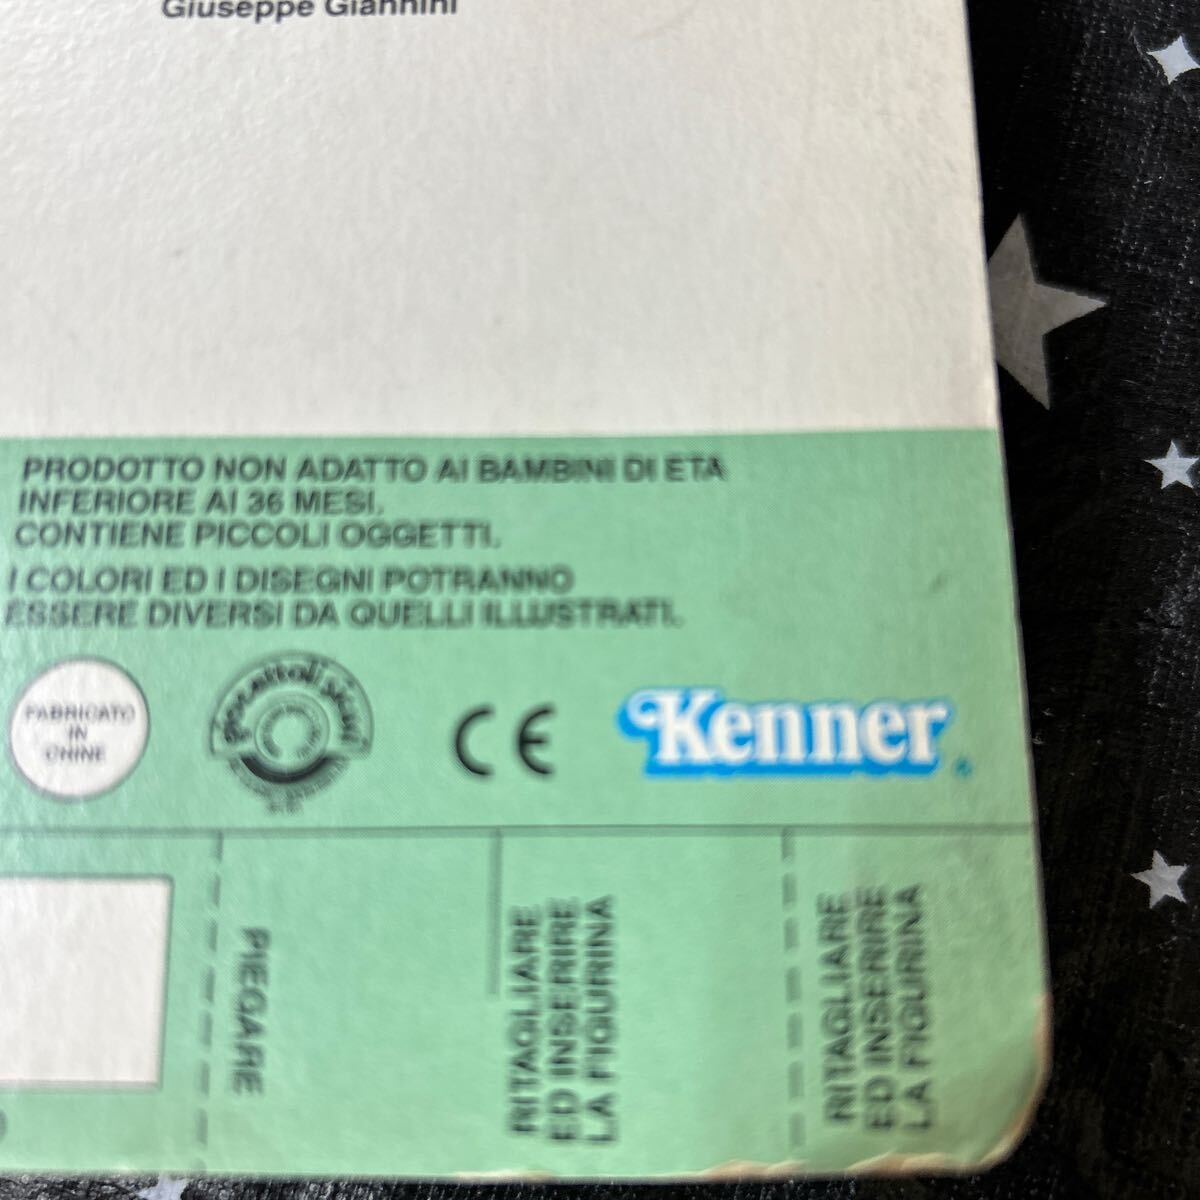 Giuseppe Giannini
PRODOTTO NON ADATTO AI BAMBINI DI ETA
INFERIORE AI 36 MESI.
CONTIENE PICCOLI OGGETTI.
I COLORI ED I DISEGNI POTRANNO
ESSERE DIVERSI DA QUELLI ILLUSTRATI.
FABRICATO
IN
CHINE
giocattoli sicuri
CE
Kenner
PIEGARE
RITAGLIARE
ED INSERIRE
LA FIGURINA
RITAGLIARE
ED INSERIRE
LA FIGURINA